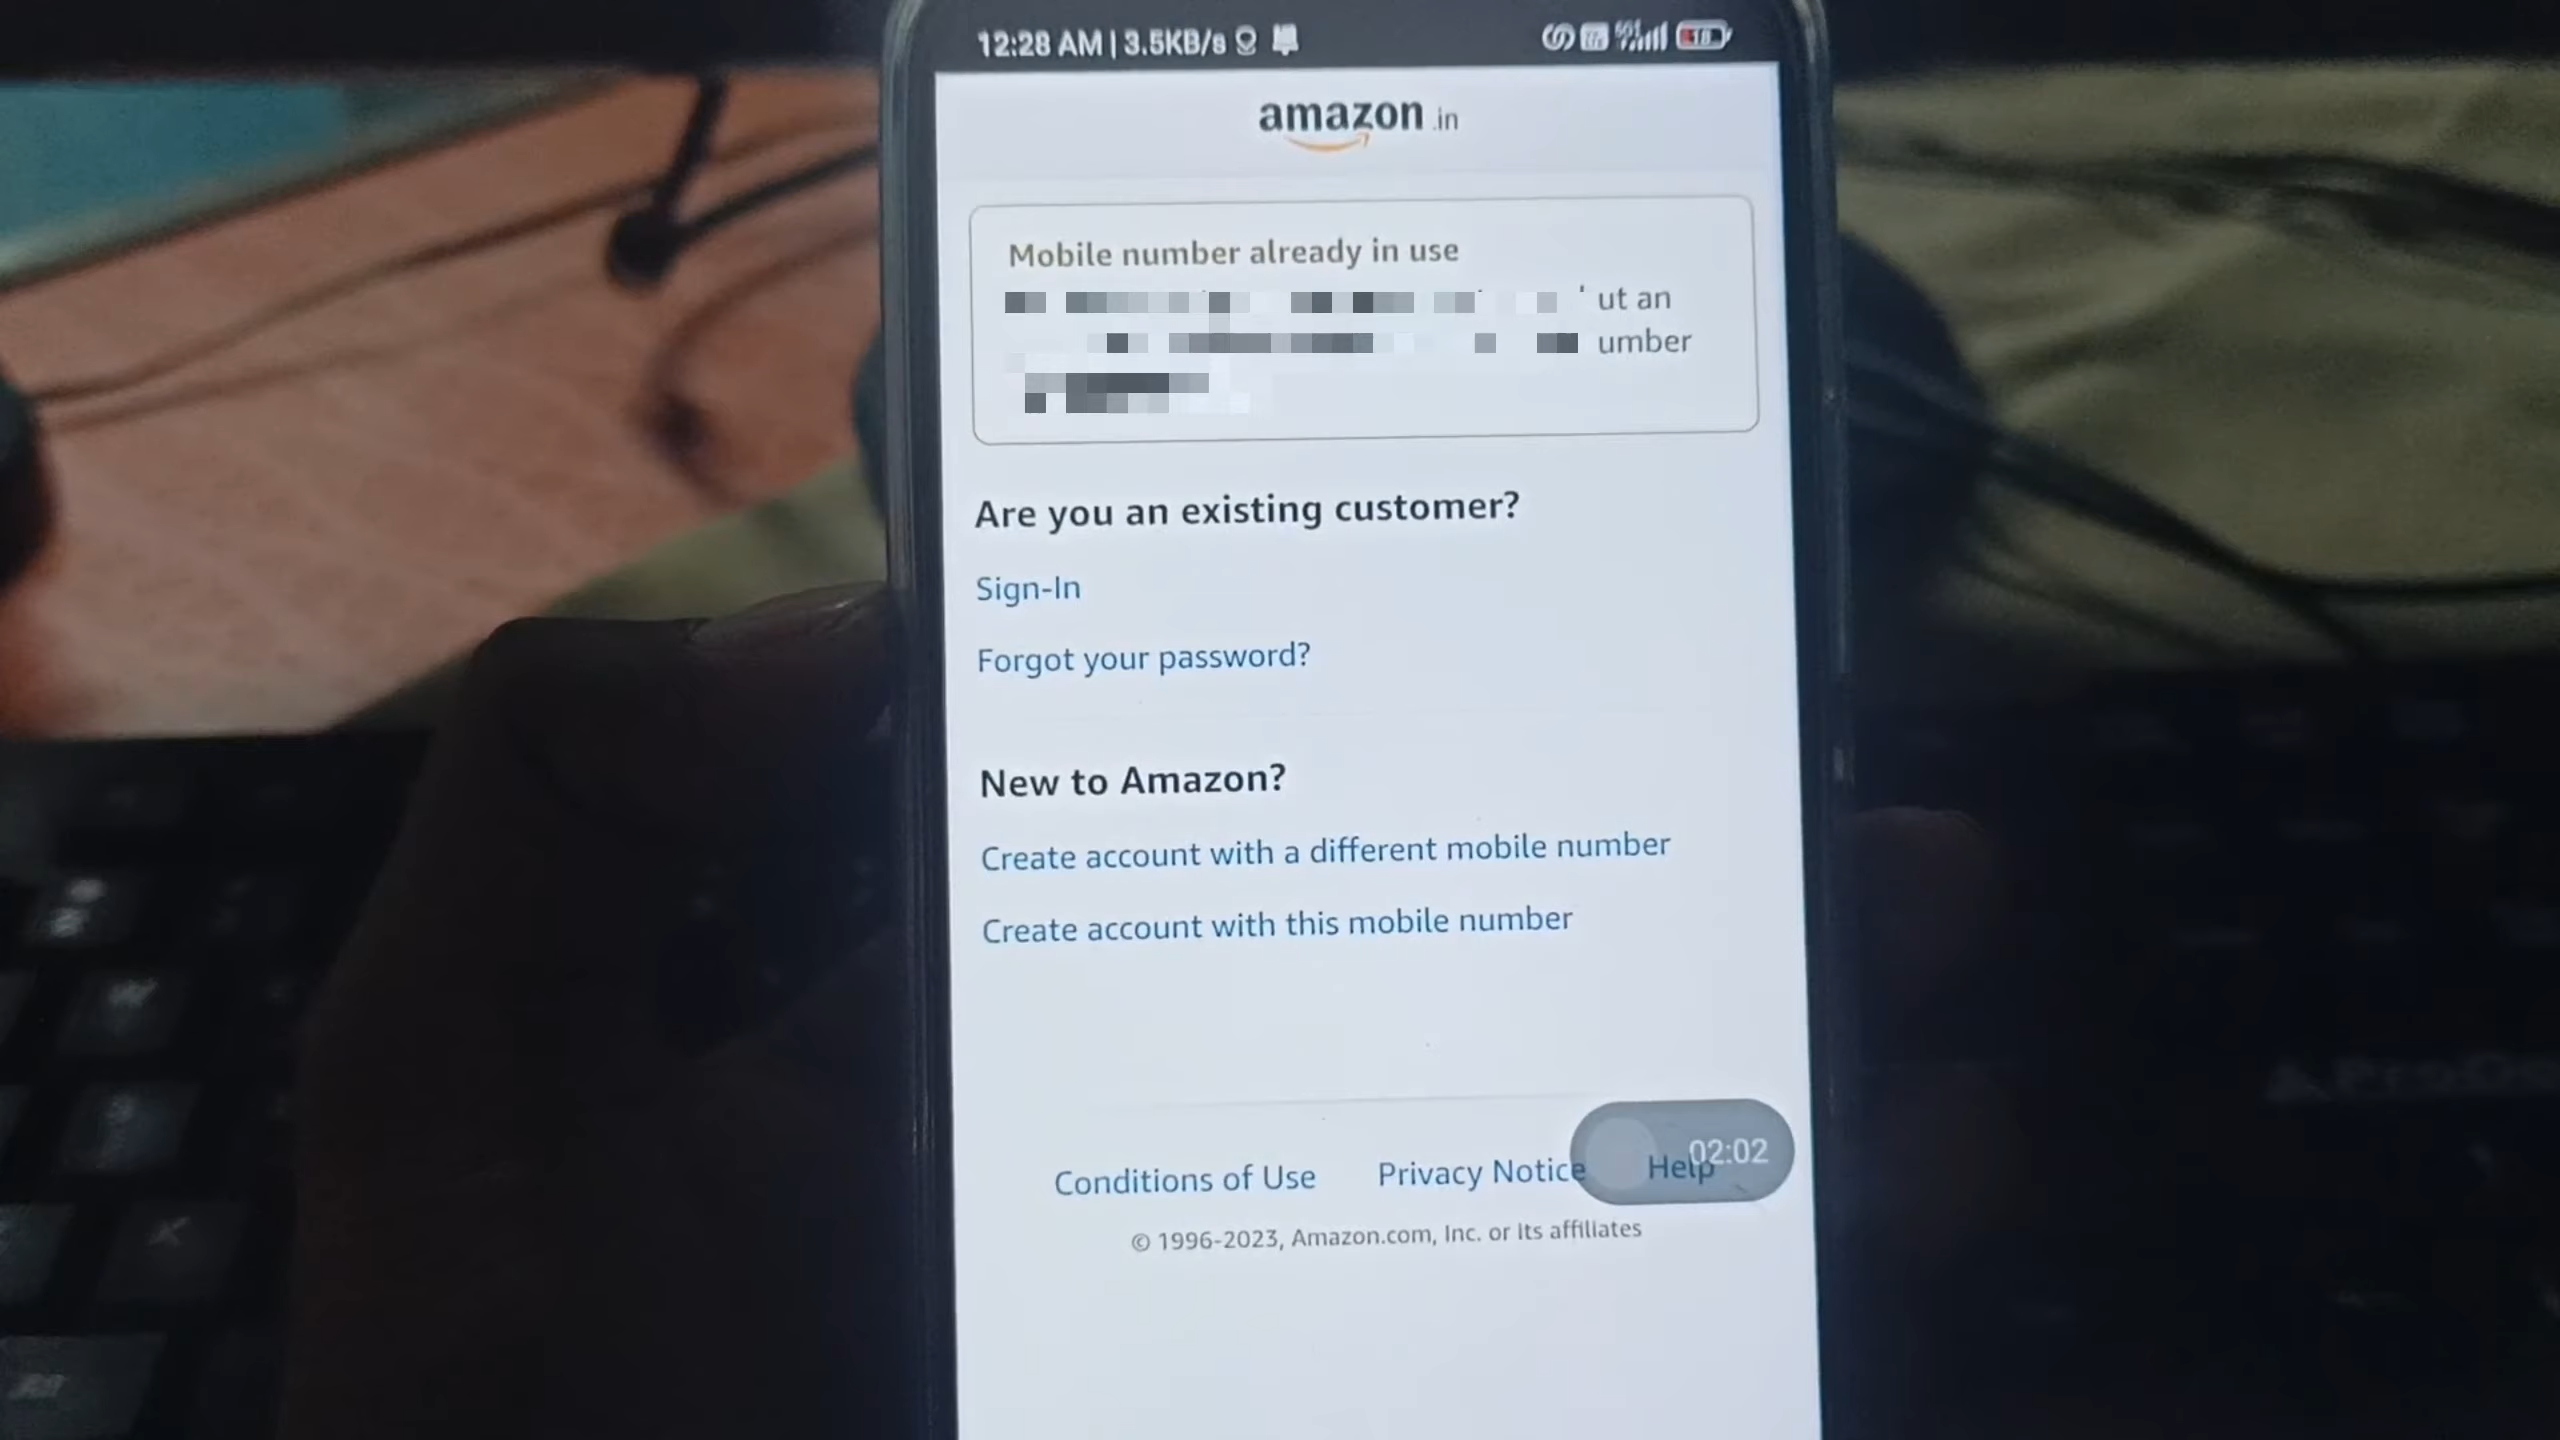 12:28 AM | 3.5KB/s
18
amazon.in
Mobile number already in use
ut an
umber
Are you an existing customer?
Sign-In
Forgot your password?
New to Amazon?
Create account with a different mobile number
Create account with this mobile number
02:02
Conditions of Use Privacy Notice Help
© 1996-2023, Amazon.com, Inc. or its affiliates
W
S
X
Alt